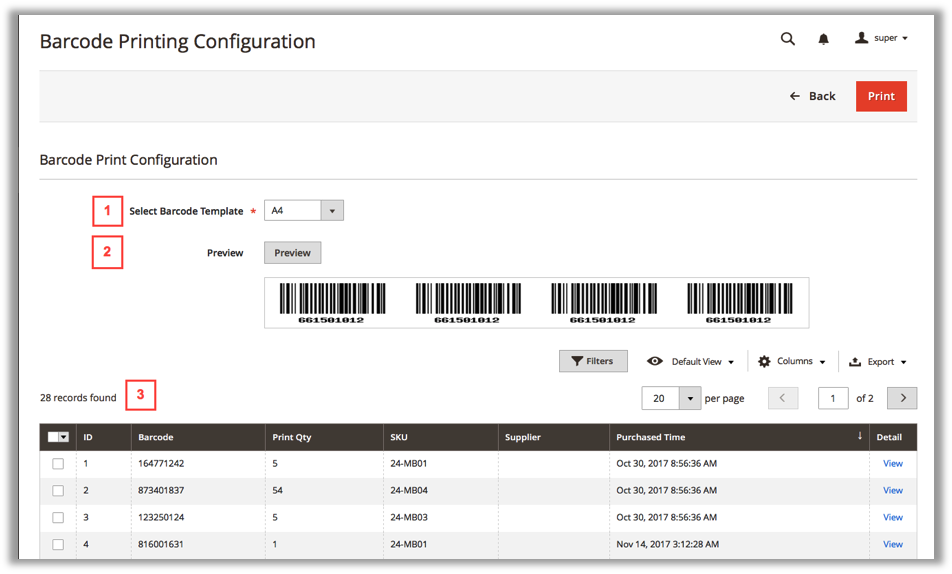 Barcode Printing Configuration
super
Back
Print
Barcode Print Configuration
1 Select Barcode Template * A4
2 Preview Preview
661501012 661501012 661501012 661501012
Filters Default View Columns Export
28 records found 3 20 per page 1 of 2
ID Barcode Print Qty SKU Supplier Purchased Time ↓ Detail
1 164771242 5 24-MB01 Oct 30, 2017 8:56:36 AM View
2 873401837 54 24-MB04 Oct 30, 2017 8:56:36 AM View
3 123250124 5 24-MB03 Oct 30, 2017 8:56:36 AM View
4 816001631 1 24-MB01 Nov 14, 2017 3:12:28 AM View